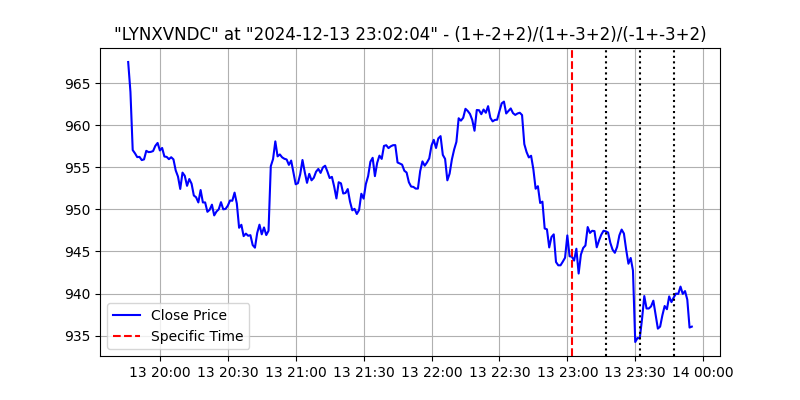 "LYNXVNDC" at "2024-12-13 23:02:04" - (1+-2+2)/(1+-3+2)/(-1+-3+2)
965
960
955
950
945
940
935
Close Price
Specific Time
13 20:00 13 20:30 13 21:00 13 21:30 13 22:00 13 22:30 13 23:00 13 23:30 14 00:00